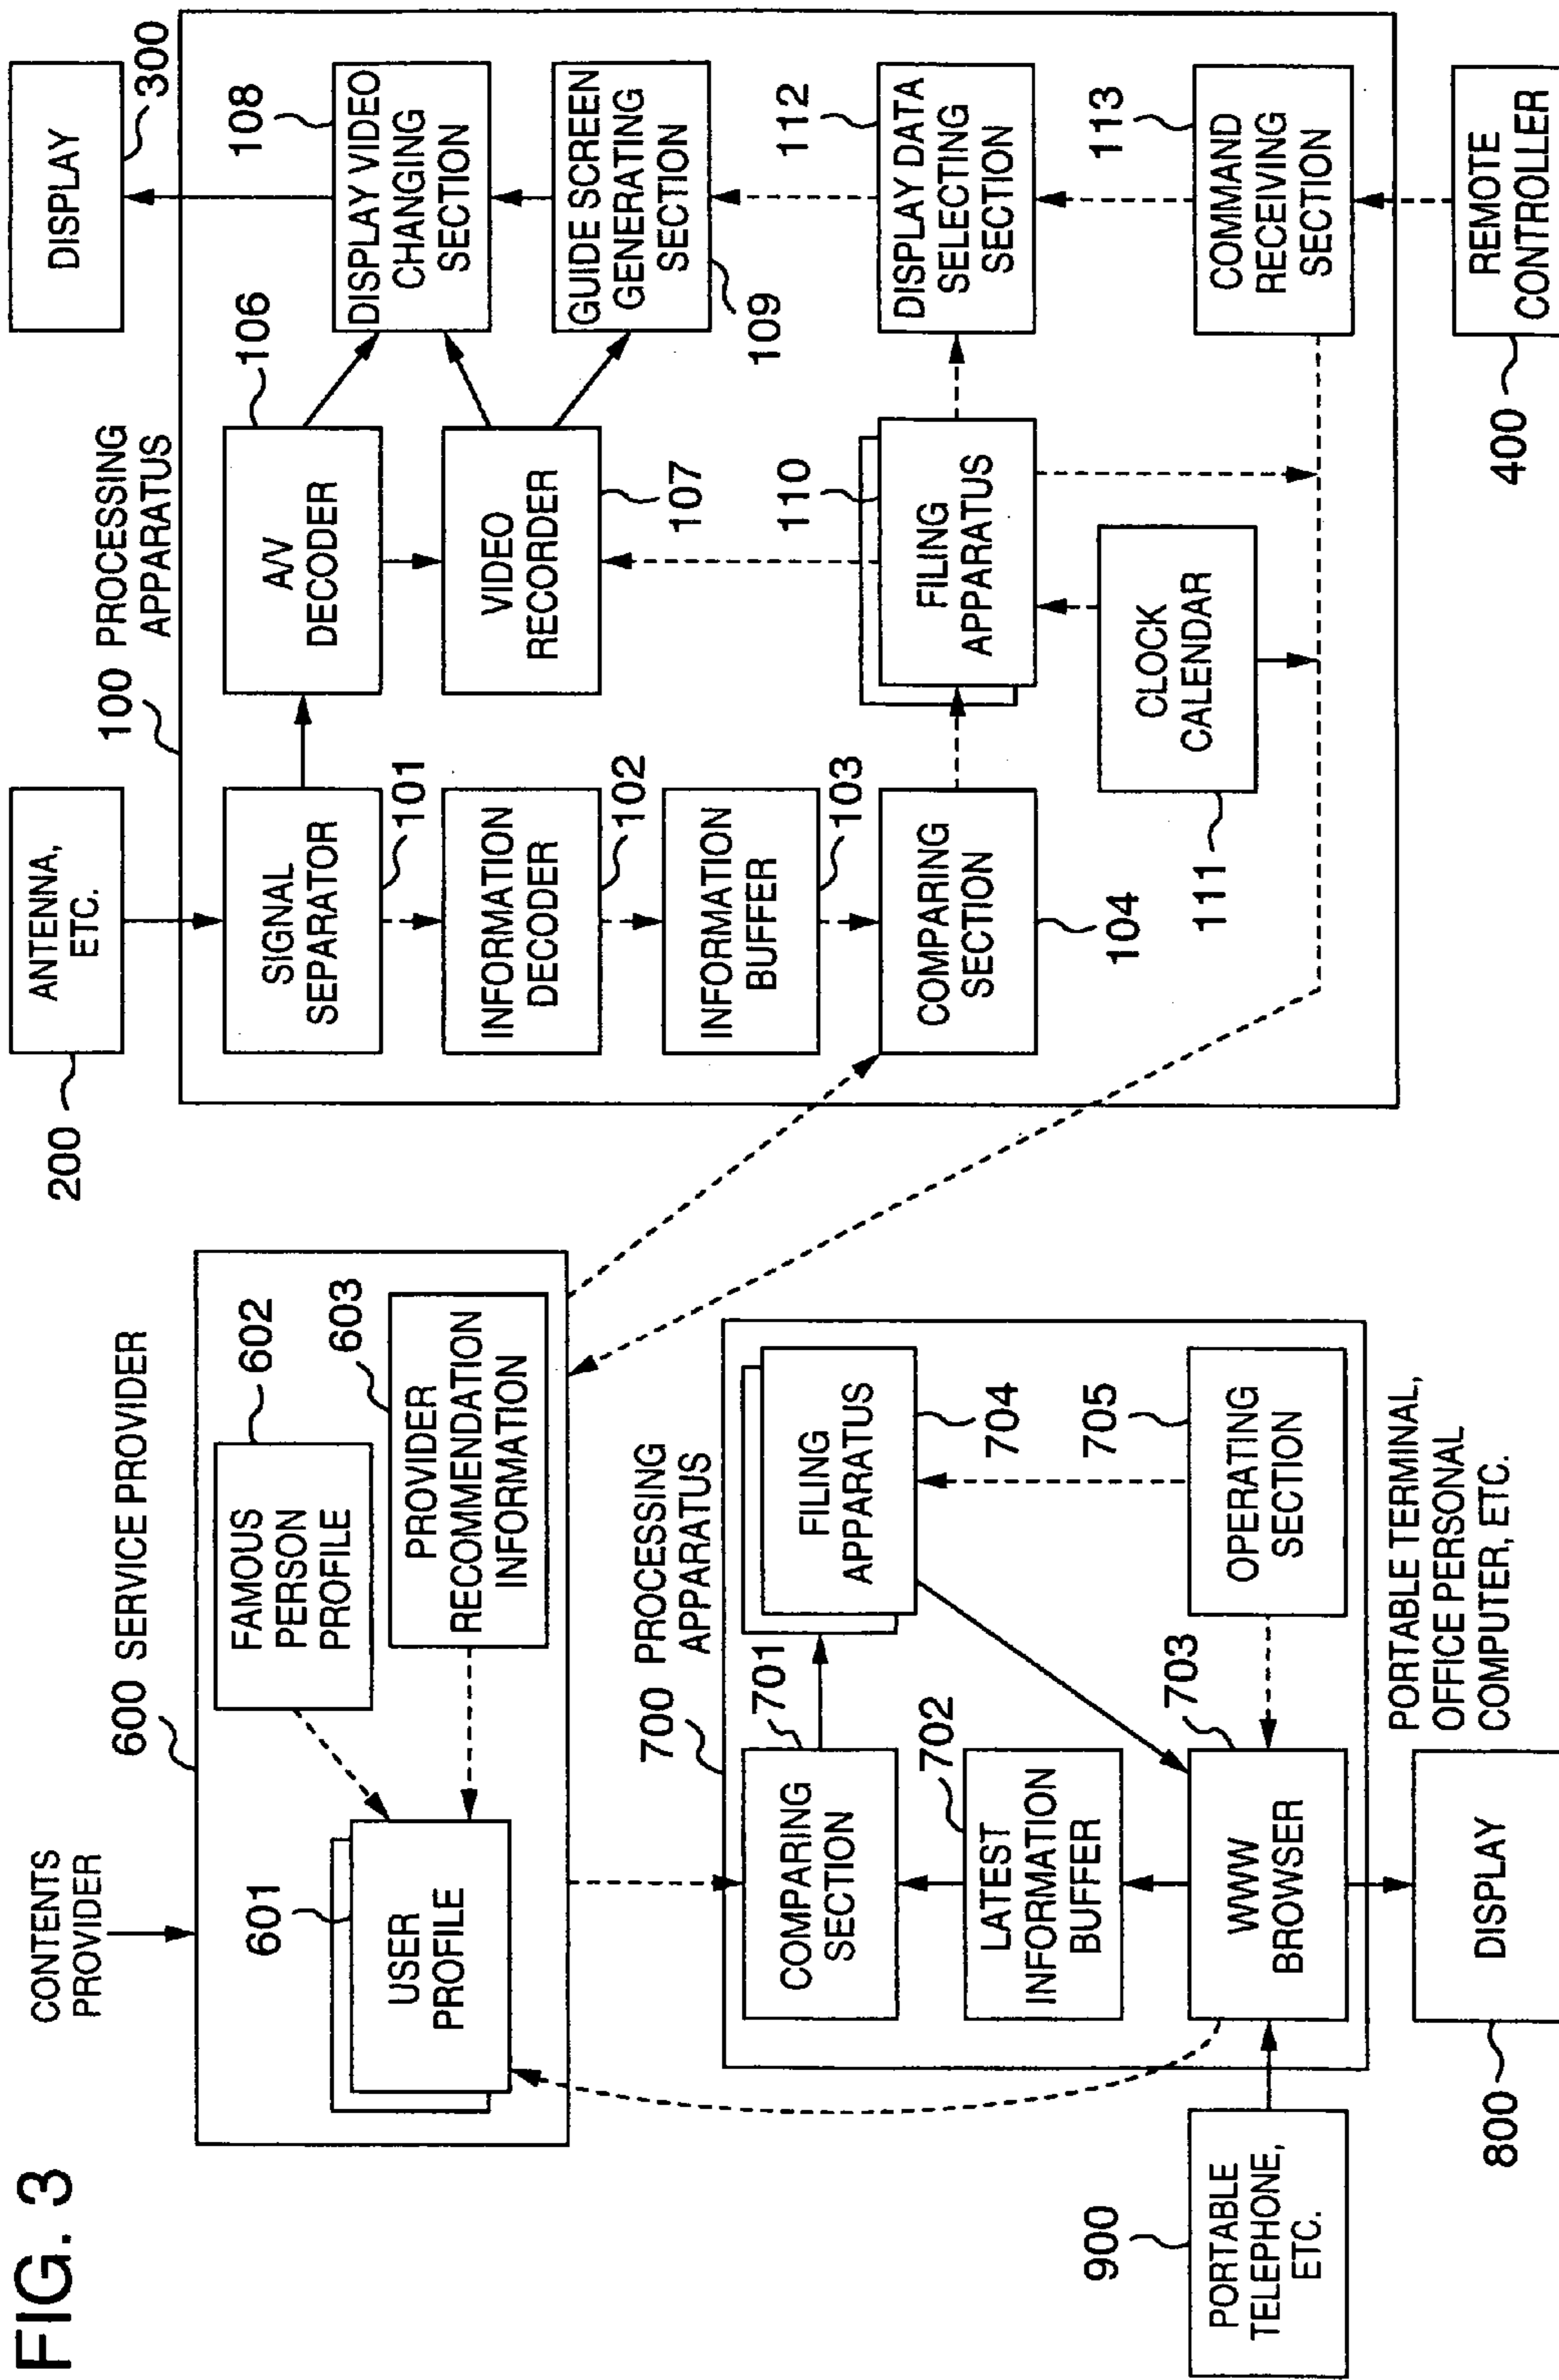 FIG. 3
CONTENTS
PROVIDER
600 SERVICE PROVIDER
601
USER
PROFILE
602
FAMOUS
PERSON
PROFILE
603
PROVIDER
RECOMMENDATION
INFORMATION
700 PROCESSING
APPARATUS
701
COMPARING
SECTION
702
LATEST
INFORMATION
BUFFER
703
WWW
BROWSER
FILING
APPARATUS
704
705
OPERATING
SECTION
PORTABLE TERMINAL,
OFFICE PERSONAL
COMPUTER, ETC.
900
PORTABLE
TELEPHONE,
ETC.
800
DISPLAY
200
ANTENNA,
ETC.
100 PROCESSING
APPARATUS
SIGNAL
SEPARATOR
101
INFORMATION
DECODER
102
INFORMATION
BUFFER
103
COMPARING
SECTION
104
106
A/V
DECODER
VIDEO
RECORDER
107
110
FILING
APPARATUS
CLOCK
CALENDAR
111
DISPLAY
300
108
DISPLAY VIDEO
CHANGING
SECTION
GUIDE SCREEN
GENERATING
SECTION
109
112
DISPLAY DATA
SELECTING
SECTION
113
COMMAND
RECEIVING
SECTION
REMOTE
CONTROLLER
400